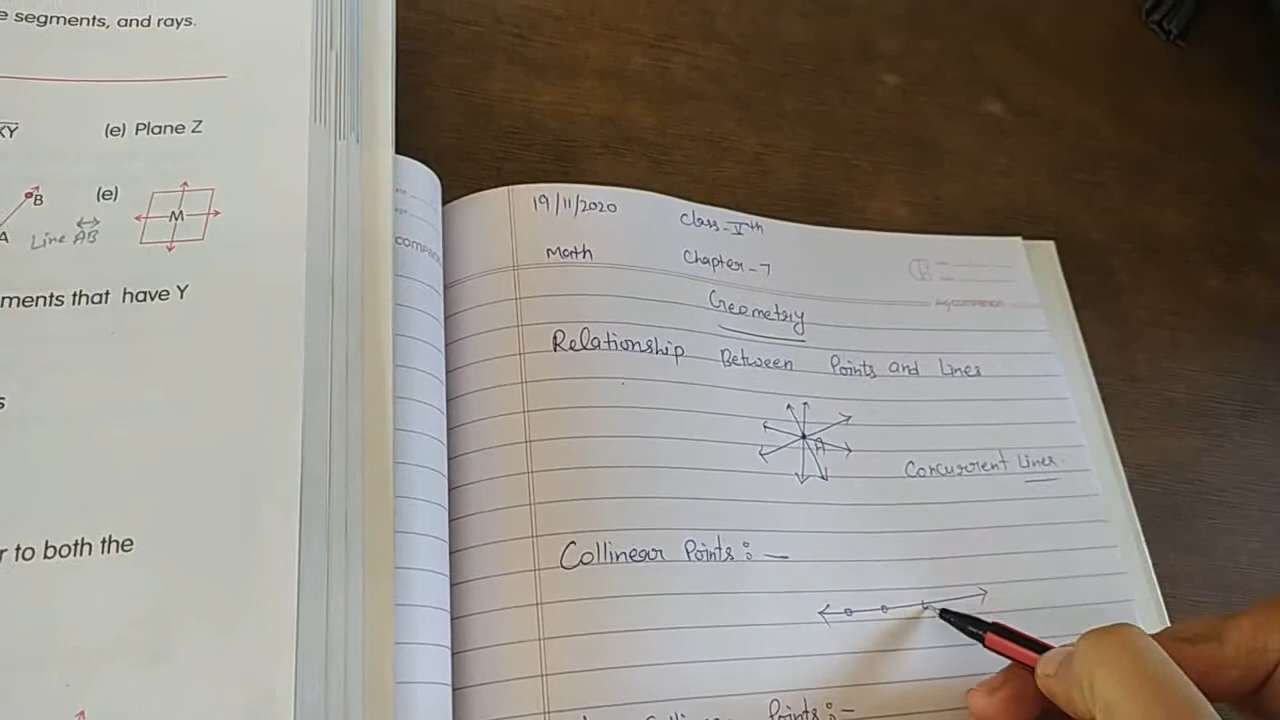 e segments, and rays.
XY (e) Plane Z
B (e) M
A Line AB
ments that have Y
s
r to both the
19/11/2020 Class-Vth
Math Chapter-7
Geometry
Relationship Between Points and Lines
A
Concurrent Lines.
Collinear Points : —
Points : —